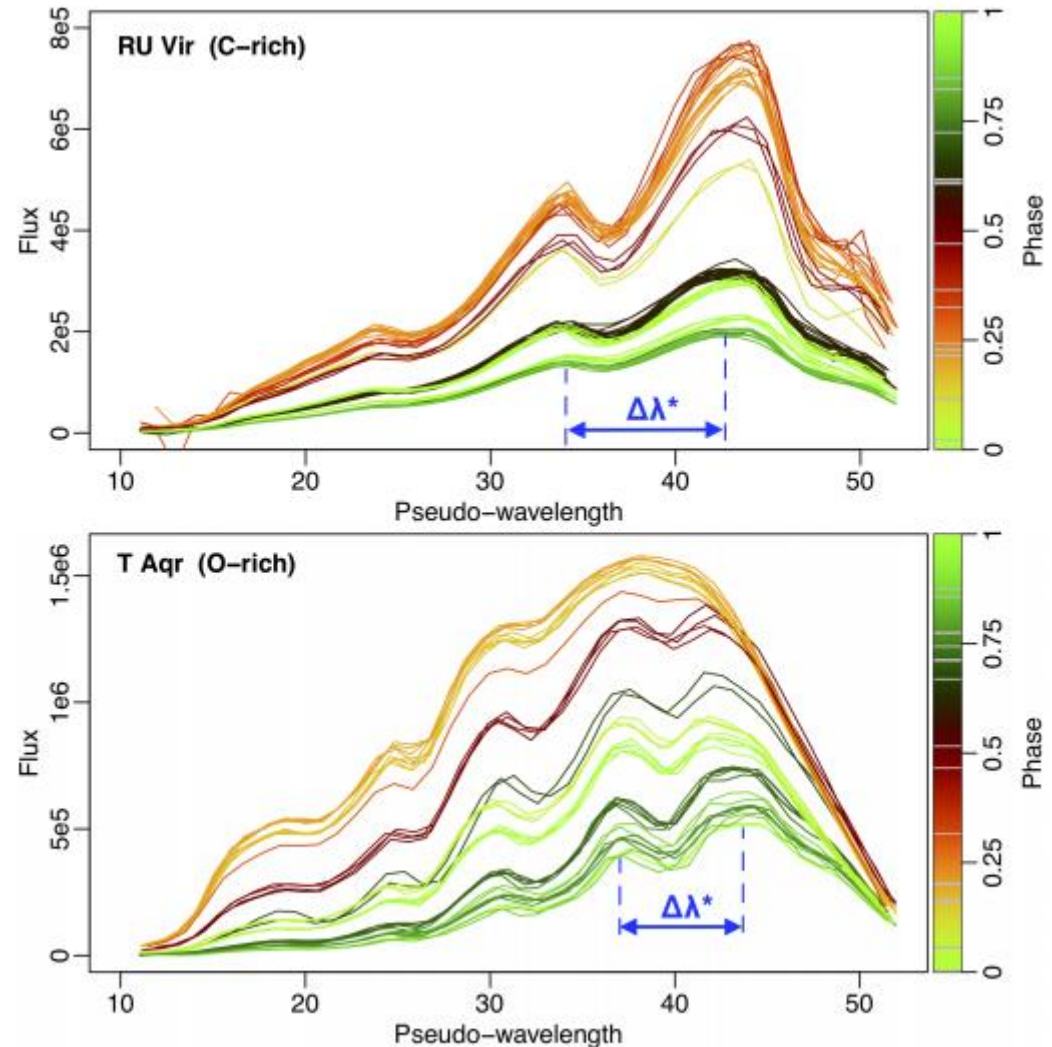 RU Vir (C-rich)
8e5
6e5
4e5
2e5
0
Flux
10
20
30
40
50
Pseudo-wavelength
Δλ*
1
0.75
0.5
0.25
0
Phase
T Aqr (O-rich)
1.5e6
1e6
5e5
0
Flux
10
20
30
40
50
Pseudo-wavelength
Δλ*
1
0.75
0.5
0.25
0
Phase